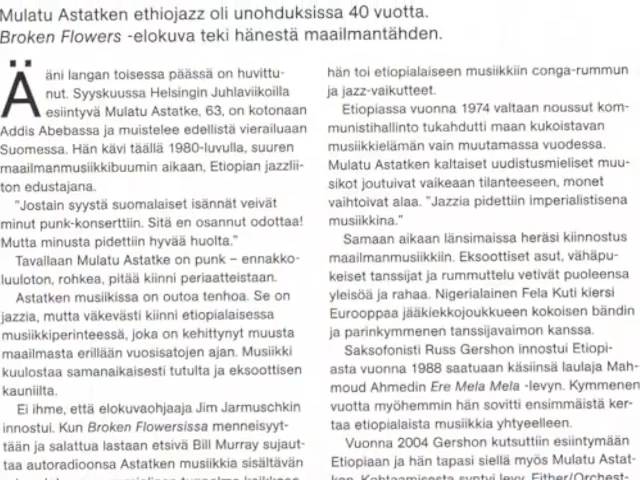 Mulatu Astatken ethiojazz oli unohduksissa 40 vuotta.
Broken Flowers -elokuva teki hänestä maailmantähden.
Ääni langan toisessa päässä on huvittu-
nut. Syyskuussa Helsingin Juhlaviikoilla
esiintyvä Mulatu Astatke, 63, on kotonaan
Addis Abebassa ja muistelee edellistä vierailuaan
Suomessa. Hän kävi täällä 1980-luvulla, suuren
maailmanmusiikkibuumin aikaan, Etiopian jazzlii-
ton edustajana.
"Jostain syystä suomalaiset isännät veivät
minut punk-konserttiin. Sitä en osannut odottaa!
Mutta minusta pidettiin hyvää huolta."
Tavallaan Mulatu Astatke on punk – ennakko-
luuloton, rohkea, pitää kiinni periaatteistaan.
Astatken musiikissa on outoa tenhoa. Se on
jazzia, mutta väkevästi kiinni etiopialaisessa
musiikkiperinteessä, joka on kehittynyt muusta
maailmasta erillään vuosisatojen ajan. Musiikki
kuulostaa samanaikaisesti tutulta ja eksoottisen
kauniilta.
Ei ihme, että elokuvaohjaaja Jim Jarmuschkin
innostui. Kun Broken Flowersissa menneisyyt-
tään ja salattua lastaan etsivä Bill Murray sujaut-
taa autoradioonsa Astatken musiikkia sisältävän
hän toi etiopialaiseen musiikkiin conga-rummun
ja jazz-vaikutteet.
Etiopiassa vuonna 1974 valtaan noussut kom-
munistihallinto tukahdutti maan kukoistavan
musiikkielämän vain muutamassa vuodessa.
Mulatu Astatken kaltaiset uudistusmieliset muu-
sikot joutuivat vaikeaan tilanteeseen, monet
vaihtoivat alaa. "Jazzia pidettiin imperialistisena
musiikkina."
Samaan aikaan länsimaissa heräsi kiinnostus
maailmanmusiikkiin. Eksoottiset asut, vähäpu-
keiset tanssijat ja rummuttelu vetivät puoleensa
yleisöä ja rahaa. Nigerialainen Fela Kuti kiersi
Eurooppaa jääkiekkojoukkueen kokoisen bändin
ja parinkymmenen tanssijavaimon kanssa.
Saksofonisti Russ Gershon innostui Etiopi-
asta vuonna 1988 saatuaan käsiinsä laulaja Mah-
moud Ahmedin Ere Mela Mela -levyn. Kymmenen
vuotta myöhemmin hän sovitti ensimmäistä ker-
taa etiopialaista musiikkia yhtyeelleen.
Vuonna 2004 Gershon kutsuttiin esiintymään
Etiopiaan ja hän tapasi siellä myös Mulatu Astat-
ken. Kohtaamisesta syntyi levy, Either/Orchest-